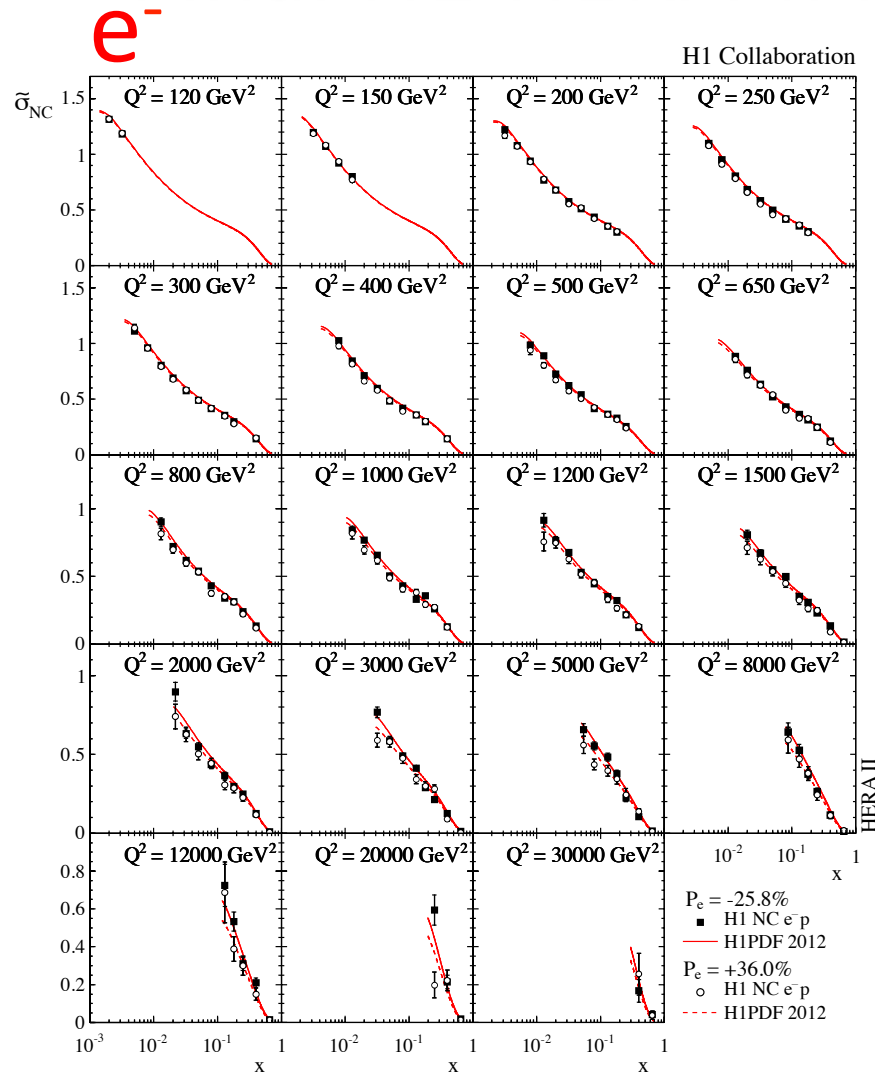 e⁻
H1 Collaboration
σ̃_NC
Q² = 120 GeV²
Q² = 150 GeV²
Q² = 200 GeV²
Q² = 250 GeV²
1.5
1
0.5
0
Q² = 300 GeV²
Q² = 400 GeV²
Q² = 500 GeV²
Q² = 650 GeV²
1.5
1
0.5
0
Q² = 800 GeV²
Q² = 1000 GeV²
Q² = 1200 GeV²
Q² = 1500 GeV²
1
0.5
0
Q² = 2000 GeV²
Q² = 3000 GeV²
Q² = 5000 GeV²
Q² = 8000 GeV²
1
0.5
0
HERA II
10⁻² 10⁻¹ 1
x
Q² = 12000 GeV²
Q² = 20000 GeV²
Q² = 30000 GeV²
0.8
0.6
0.4
0.2
0
10⁻³ 10⁻² 10⁻¹ 1 10⁻² 10⁻¹ 1 10⁻² 10⁻¹ 1
x x x
Pₑ = -25.8%
H1 NC e⁻p
H1PDF 2012
Pₑ = +36.0%
H1 NC e⁻p
H1PDF 2012